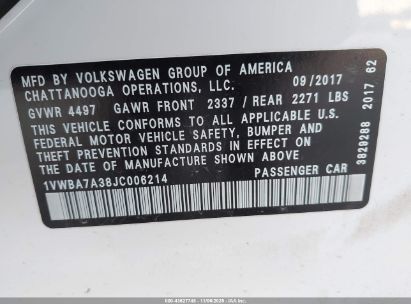 MFD BY VOLKSWAGEN GROUP OF AMERICA
CHATTANOOGA OPERATIONS, LLC. 09/2017
GVWR 4497 GAWR FRONT 2337 / REAR 2271 LBS
THIS VEHICLE CONFORMS TO ALL APPLICABLE U.S.
FEDERAL MOTOR VEHICLE SAFETY, BUMPER AND
THEFT PREVENTION STANDARDS IN EFFECT ON THE
DATE OF MANUFACTURE SHOWN ABOVE.
1VWBA7A38JC006214 PASSENGER CAR
3829288 2017 62